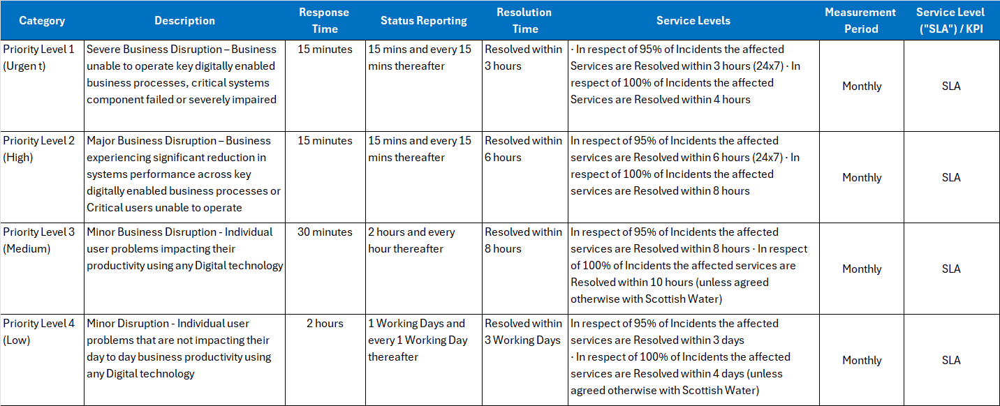 Category
Description
Response
Time
Status Reporting
Resolution
Time
Service Levels
Measurement
Period
Service Level
("SLA") / KPI
Priority Level 1
(Urgen t)
Severe Business Disruption – Business
unable to operate key digitally enabled
business processes, critical systems
component failed or severely impaired
15 minutes
15 mins and every 15
mins thereafter
Resolved within
3 hours
· In respect of 95% of Incidents the affected
Services are Resolved within 3 hours (24x7) · In
respect of 100% of Incidents the affected
Services are Resolved within 4 hours
Monthly
SLA
Priority Level 2
(High)
Major Business Disruption – Business
experiencing significant reduction in
systems performance across key
digitally enabled business processes or
Critical users unable to operate
15 minutes
15 mins and every 15
mins thereafter
Resolved within
6 hours
In respect of 95% of Incidents the affected
services are Resolved within 6 hours (24x7) · In
respect of 100% of Incidents the affected
services are Resolved within 8 hours
Monthly
SLA
Priority Level 3
(Medium)
Minor Business Disruption - Individual
user problems impacting their
productivity using any Digital technology
30 minutes
2 hours and every
hour thereafter
Resolved within
8 hours
In respect of 95% of Incidents the affected
services are Resolved within 8 hours · In respect
of 100% of Incidents the affected services are
Resolved within 10 hours (unless agreed
otherwise with Scottish Water)
Monthly
SLA
Priority Level 4
(Low)
Minor Disruption - Individual user
problems that are not impacting their
day to day business productivity using
any Digital technology
2 hours
1 Working Days and
every 1 Working Day
thereafter
Resolved within
3 Working Days
In respect of 95% of Incidents the affected
services are Resolved within 3 days
· In respect of 100% of Incidents the affected
services are Resolved within 4 days (unless
agreed otherwise with Scottish Water)
Monthly
SLA